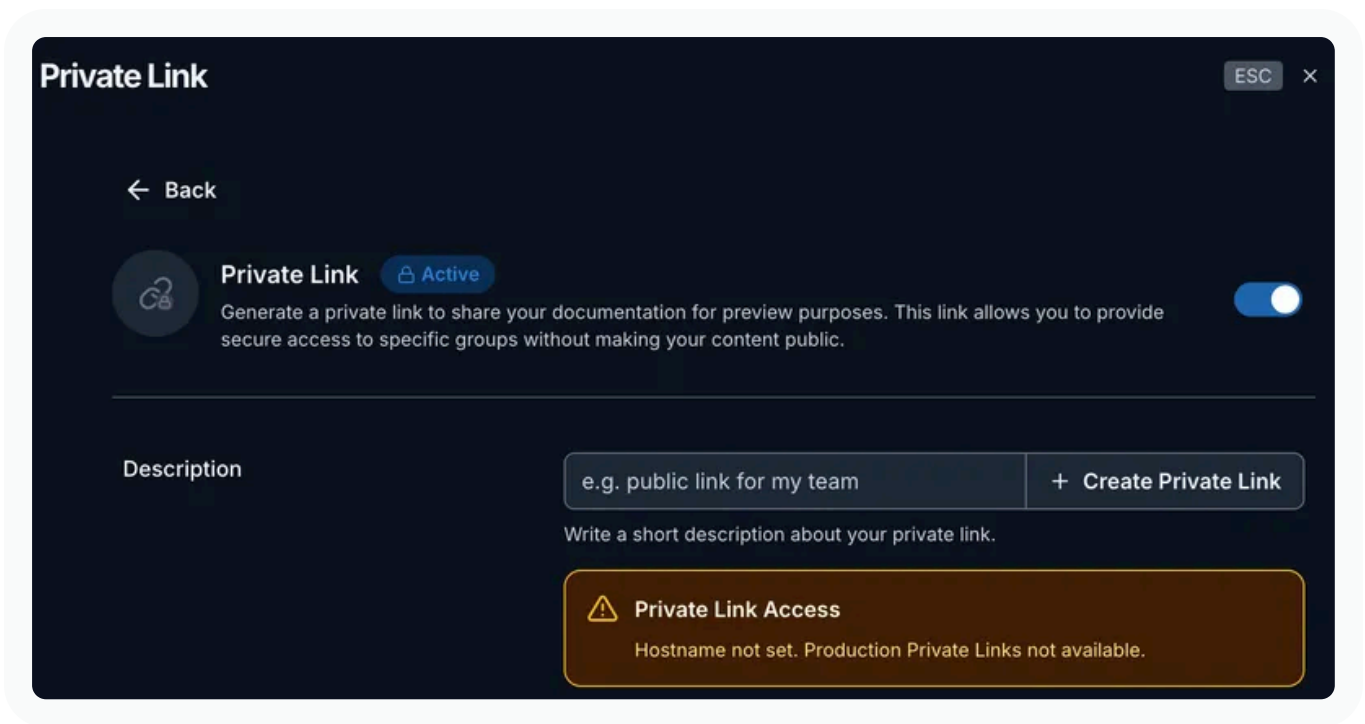 Private Link
ESC ×
← Back
Private Link Active
Generate a private link to share your documentation for preview purposes. This link allows you to provide
secure access to specific groups without making your content public.
Description
e.g. public link for my team
+ Create Private Link
Write a short description about your private link.
Private Link Access
Hostname not set. Production Private Links not available.